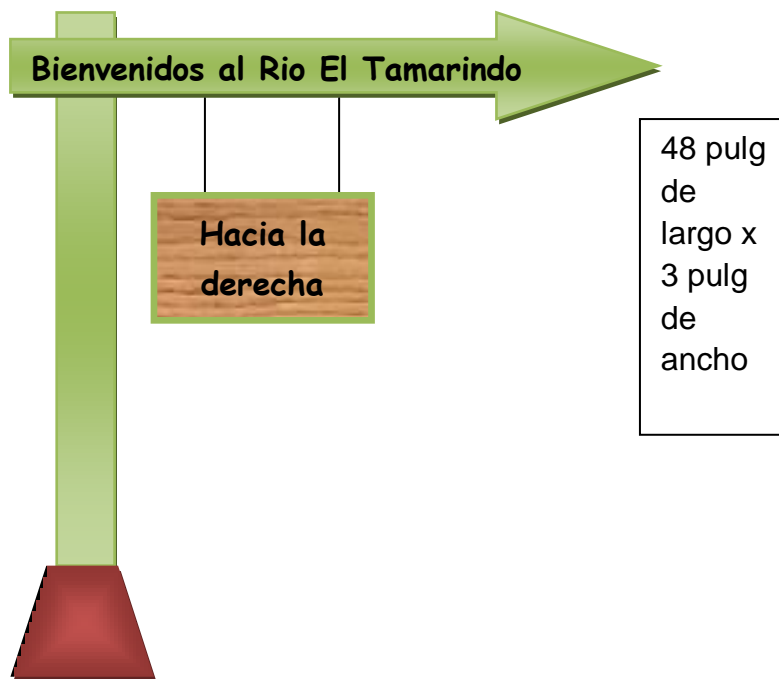 Bienvenidos al Rio El Tamarindo
Hacia la
derecha
48 pulg
de
largo x
3 pulg
de
ancho